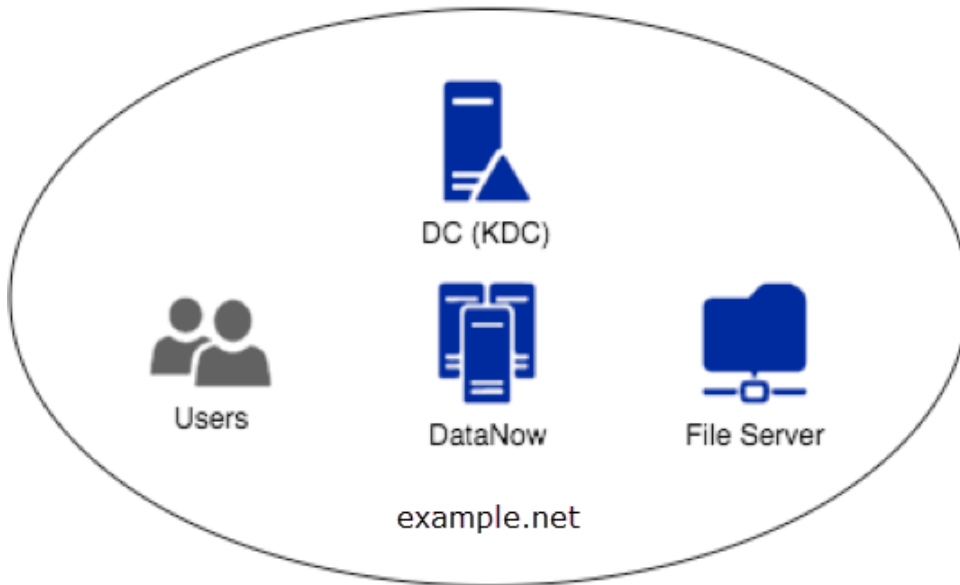 DC (KDC)
Users
DataNow
File Server
example.net